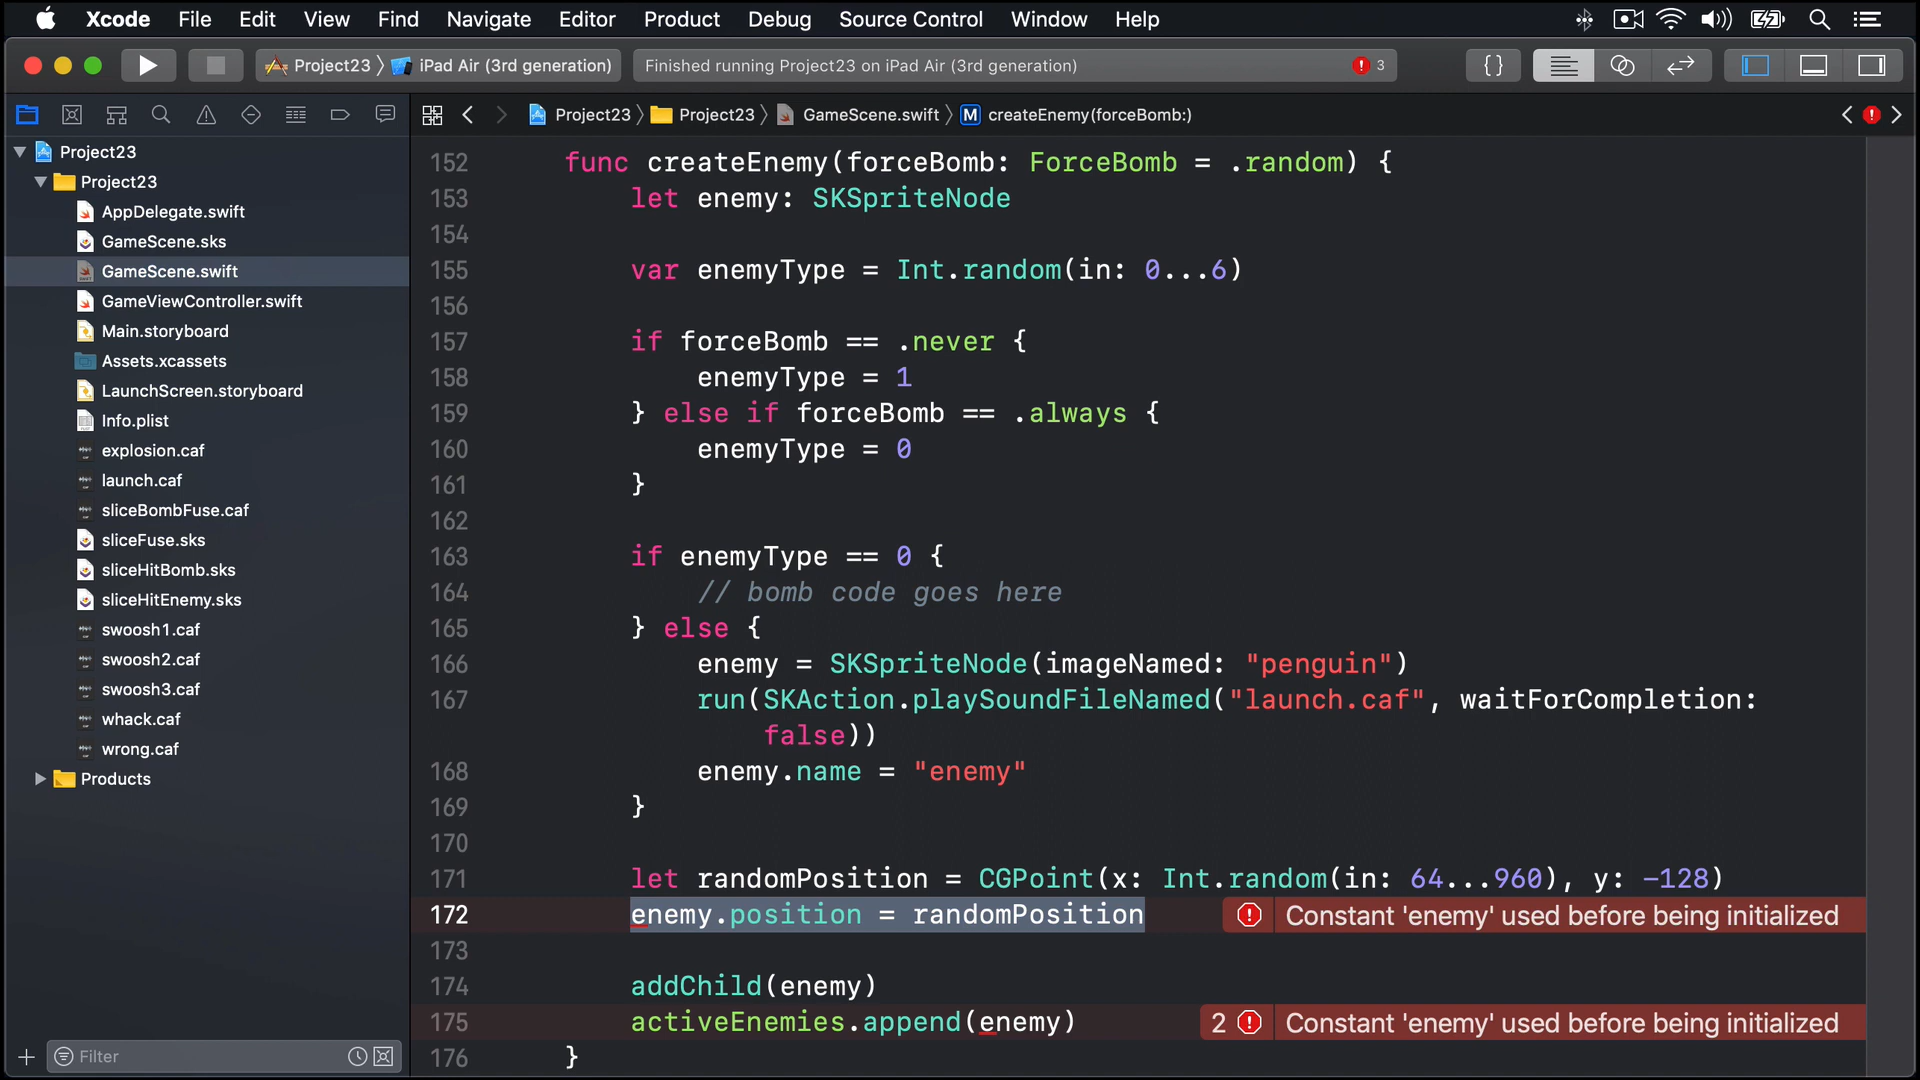 Xcode File Edit View Find Navigate Editor Product Debug Source Control Window Help
Project23 iPad Air (3rd generation) Finished running Project23 on iPad Air (3rd generation) 3 {}
Project23 Project23 GameScene.swift M createEnemy(forceBomb:)
Project23
Project23
AppDelegate.swift
GameScene.sks
GameScene.swift
GameViewController.swift
Main.storyboard
Assets.xcassets
LaunchScreen.storyboard
Info.plist
explosion.caf
launch.caf
sliceBombFuse.caf
sliceFuse.sks
sliceHitBomb.sks
sliceHitEnemy.sks
swoosh1.caf
swoosh2.caf
swoosh3.caf
whack.caf
wrong.caf
Products
Filter
152 func createEnemy(forceBomb: ForceBomb = .random) {
153 let enemy: SKSpriteNode
154
155 var enemyType = Int.random(in: 0...6)
156
157 if forceBomb == .never {
158 enemyType = 1
159 } else if forceBomb == .always {
160 enemyType = 0
161 }
162
163 if enemyType == 0 {
164 // bomb code goes here
165 } else {
166 enemy = SKSpriteNode(imageNamed: "penguin")
167 run(SKAction.playSoundFileNamed("launch.caf", waitForCompletion:
false))
168 enemy.name = "enemy"
169 }
170
171 let randomPosition = CGPoint(x: Int.random(in: 64...960), y: -128)
172 enemy.position = randomPosition Constant 'enemy' used before being initialized
173
174 addChild(enemy)
175 activeEnemies.append(enemy) 2 Constant 'enemy' used before being initialized
176 }